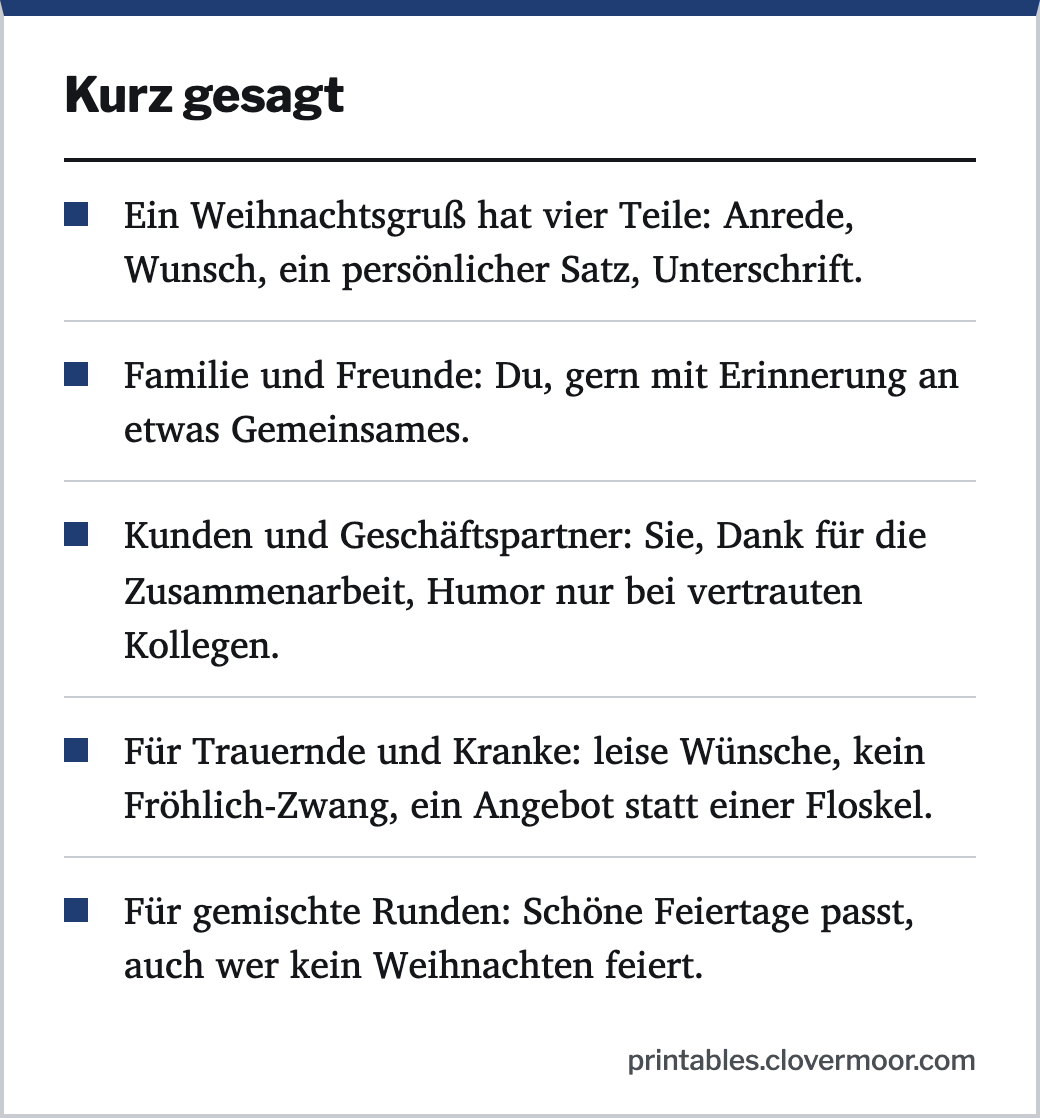 Kurz gesagt
Ein Weihnachtsgruß hat vier Teile: Anrede,
Wunsch, ein persönlicher Satz, Unterschrift.
Familie und Freunde: Du, gern mit Erinnerung an
etwas Gemeinsames.
Kunden und Geschäftspartner: Sie, Dank für die
Zusammenarbeit, Humor nur bei vertrauten
Kollegen.
Für Trauernde und Kranke: leise Wünsche, kein
Fröhlich-Zwang, ein Angebot statt einer Floskel.
Für gemischte Runden: Schöne Feiertage passt,
auch wer kein Weihnachten feiert.
printables.clovermoor.com